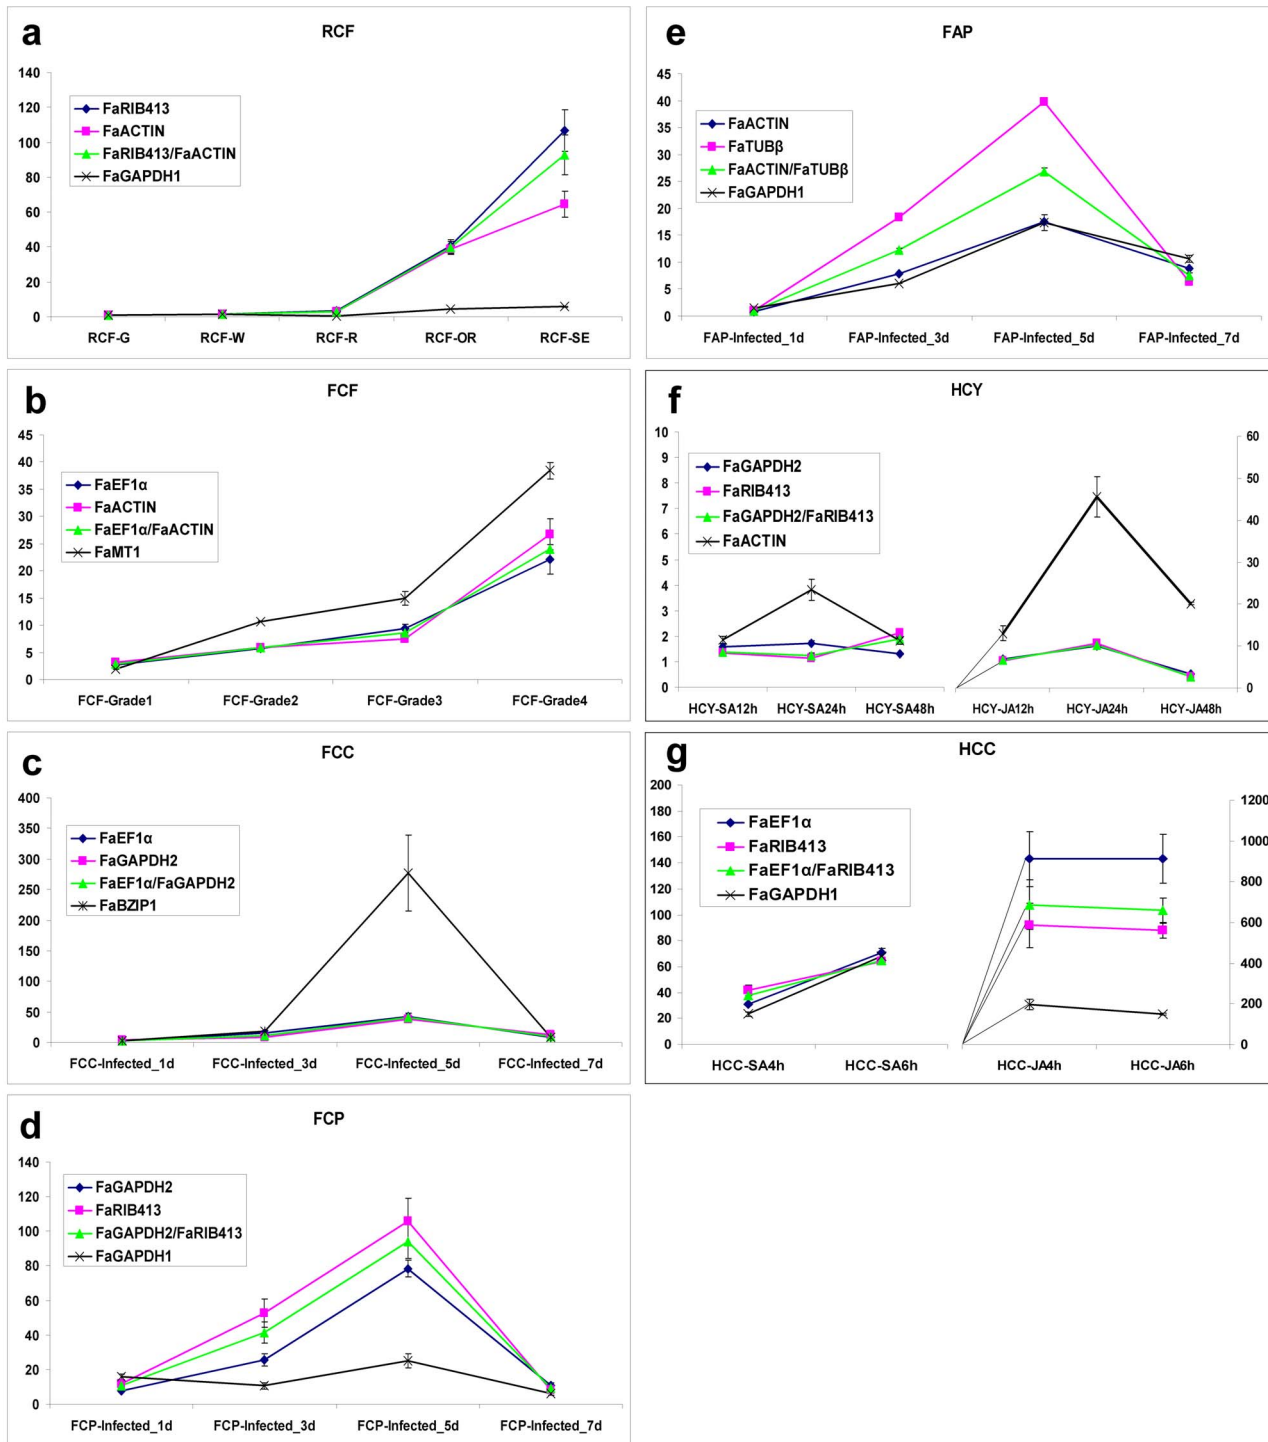 a
RCF
140
120
100
80
60
40
20
0
FaRIB413
FaACTIN
FaRIB413/FaACTIN
FaGAPDH1
RCF-G
RCF-W
RCF-R
RCF-OR
RCF-SE
b
FCF
45
40
35
30
25
20
15
10
5
0
FaEF1α
FaACTIN
FaEF1α/FaACTIN
FaMT1
FCF-Grade1
FCF-Grade2
FCF-Grade3
FCF-Grade4
c
FCC
400
350
300
250
200
150
100
50
0
FaEF1α
FaGAPDH2
FaEF1α/FaGAPDH2
FaBZIP1
FCC-Infected_1d
FCC-Infected_3d
FCC-Infected_5d
FCC-Infected_7d
d
FCP
140
120
100
80
60
40
20
0
FaGAPDH2
FaRIB413
FaGAPDH2/FaRIB413
FaGAPDH1
FCP-Infected_1d
FCP-Infected_3d
FCP-Infected_5d
FCP-Infected_7d
e
FAP
45
40
35
30
25
20
15
10
5
0
FaACTIN
FaTUBβ
FaACTIN/FaTUBβ
FaGAPDH1
FAP-Infected_1d
FAP-Infected_3d
FAP-Infected_5d
FAP-Infected_7d
f
HCY
10
9
8
7
6
5
4
3
2
1
0
FaGAPDH2
FaRIB413
FaGAPDH2/FaRIB413
FaACTIN
60
50
40
30
20
10
0
HCY-SA12h
HCY-SA24h
HCY-SA48h
HCY-JA12h
HCY-JA24h
HCY-JA48h
g
HCC
200
180
160
140
120
100
80
60
40
20
0
FaEF1α
FaRIB413
FaEF1α/FaRIB413
FaGAPDH1
1200
1000
800
600
400
200
0
HCC-SA4h
HCC-SA6h
HCC-JA4h
HCC-JA6h